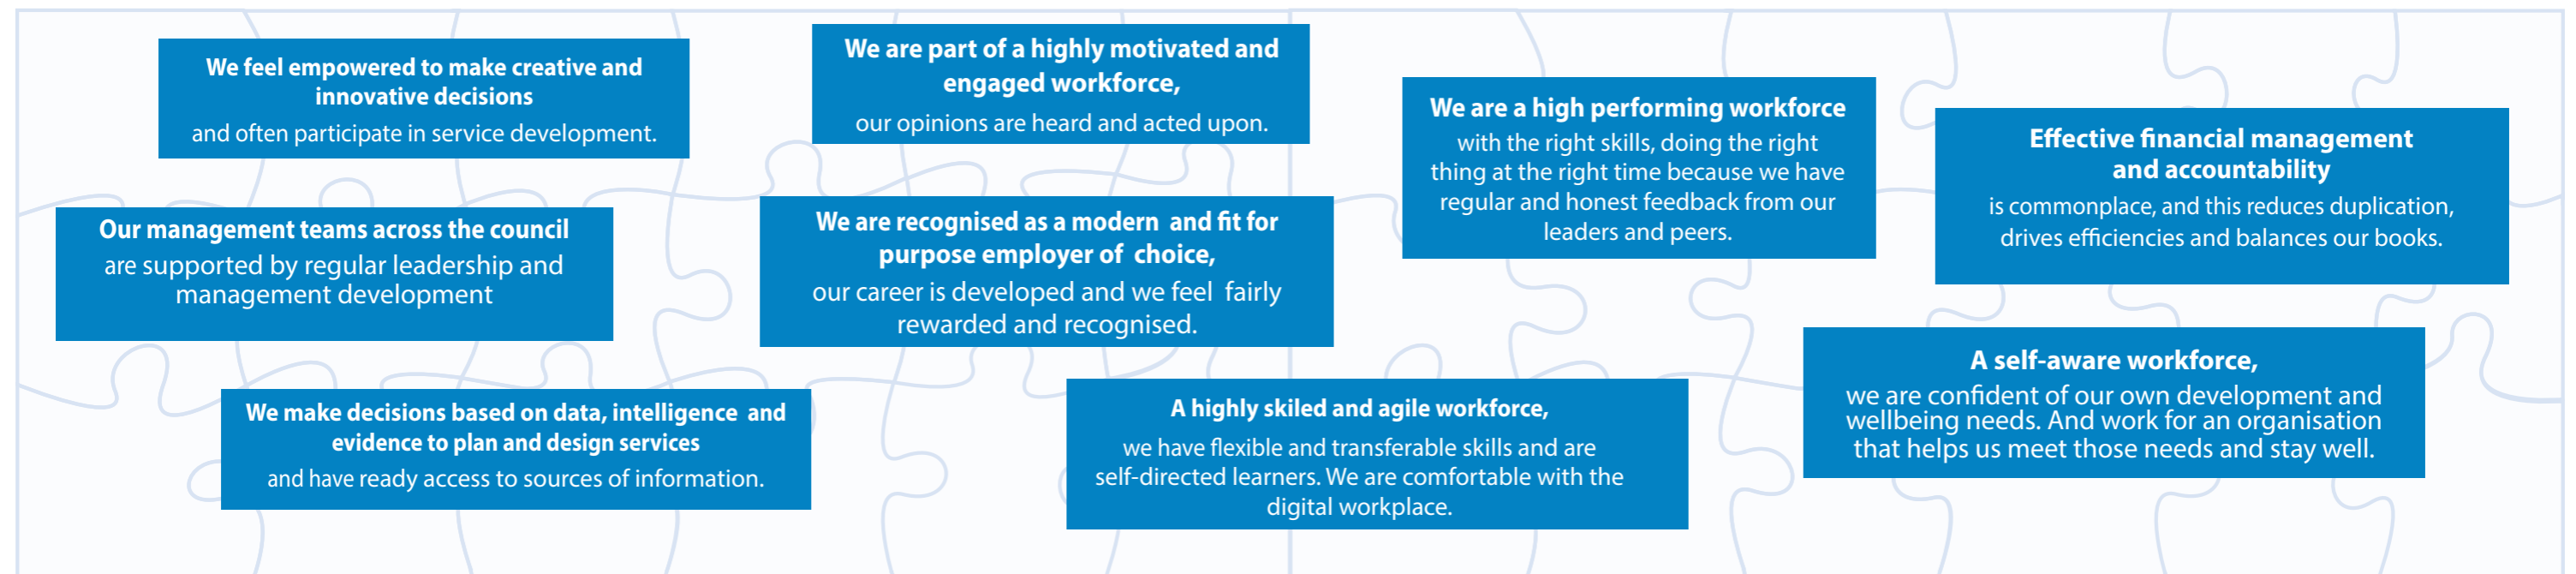 We feel empowered to make creative and
innovative decisions
and often participate in service development.
We are part of a highly motivated and
engaged workforce,
our opinions are heard and acted upon.
We are a high performing workforce
with the right skills, doing the right
thing at the right time because we have
regular and honest feedback from our
leaders and peers.
Effective financial management
and accountability
is commonplace, and this reduces duplication,
drives efficiencies and balances our books.
Our management teams across the council
are supported by regular leadership and
management development
We are recognised as a modern and fit for
purpose employer of choice,
our career is developed and we feel fairly
rewarded and recognised.
A self-aware workforce,
we are confident of our own development and
wellbeing needs. And work for an organisation
that helps us meet those needs and stay well.
We make decisions based on data, intelligence and
evidence to plan and design services
and have ready access to sources of information.
A highly skiled and agile workforce,
we have flexible and transferable skills and are
self-directed learners. We are comfortable with the
digital workplace.